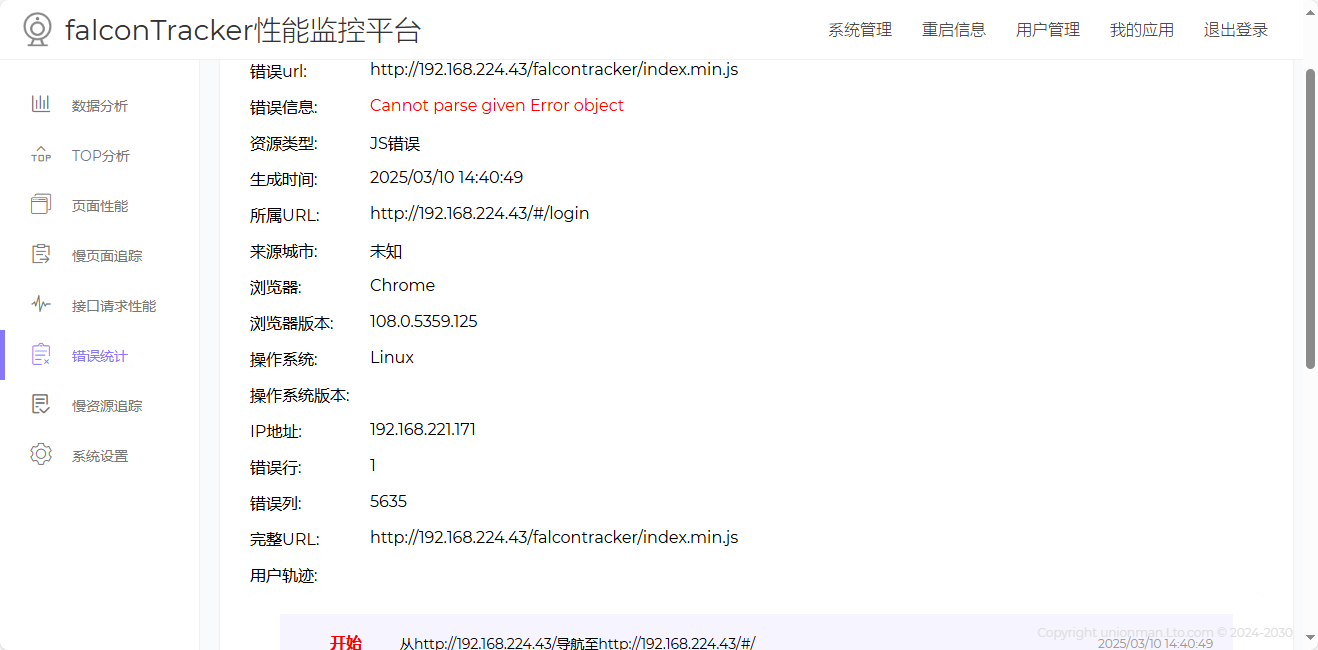 falconTracker性能监控平台
系统管理 重启信息 用户管理 我的应用 退出登录
数据分析
TOP TOP分析
页面性能
慢页面追踪
接口请求性能
错误统计
慢资源追踪
系统设置
错误url: http://192.168.224.43/falcontracker/index.min.js
错误信息: Cannot parse given Error object
资源类型: JS错误
生成时间: 2025/03/10 14:40:49
所属URL: http://192.168.224.43/#/login
来源城市: 未知
浏览器: Chrome
浏览器版本: 108.0.5359.125
操作系统: Linux
操作系统版本:
IP地址: 192.168.221.171
错误行: 1
错误列: 5635
完整URL: http://192.168.224.43/falcontracker/index.min.js
用户轨迹:
开始 从http://192.168.224.43/导航至http://192.168.224.43/#/ 2025/03/10 14:40:49
Copyright unionman.Lto.com © 2024-2030